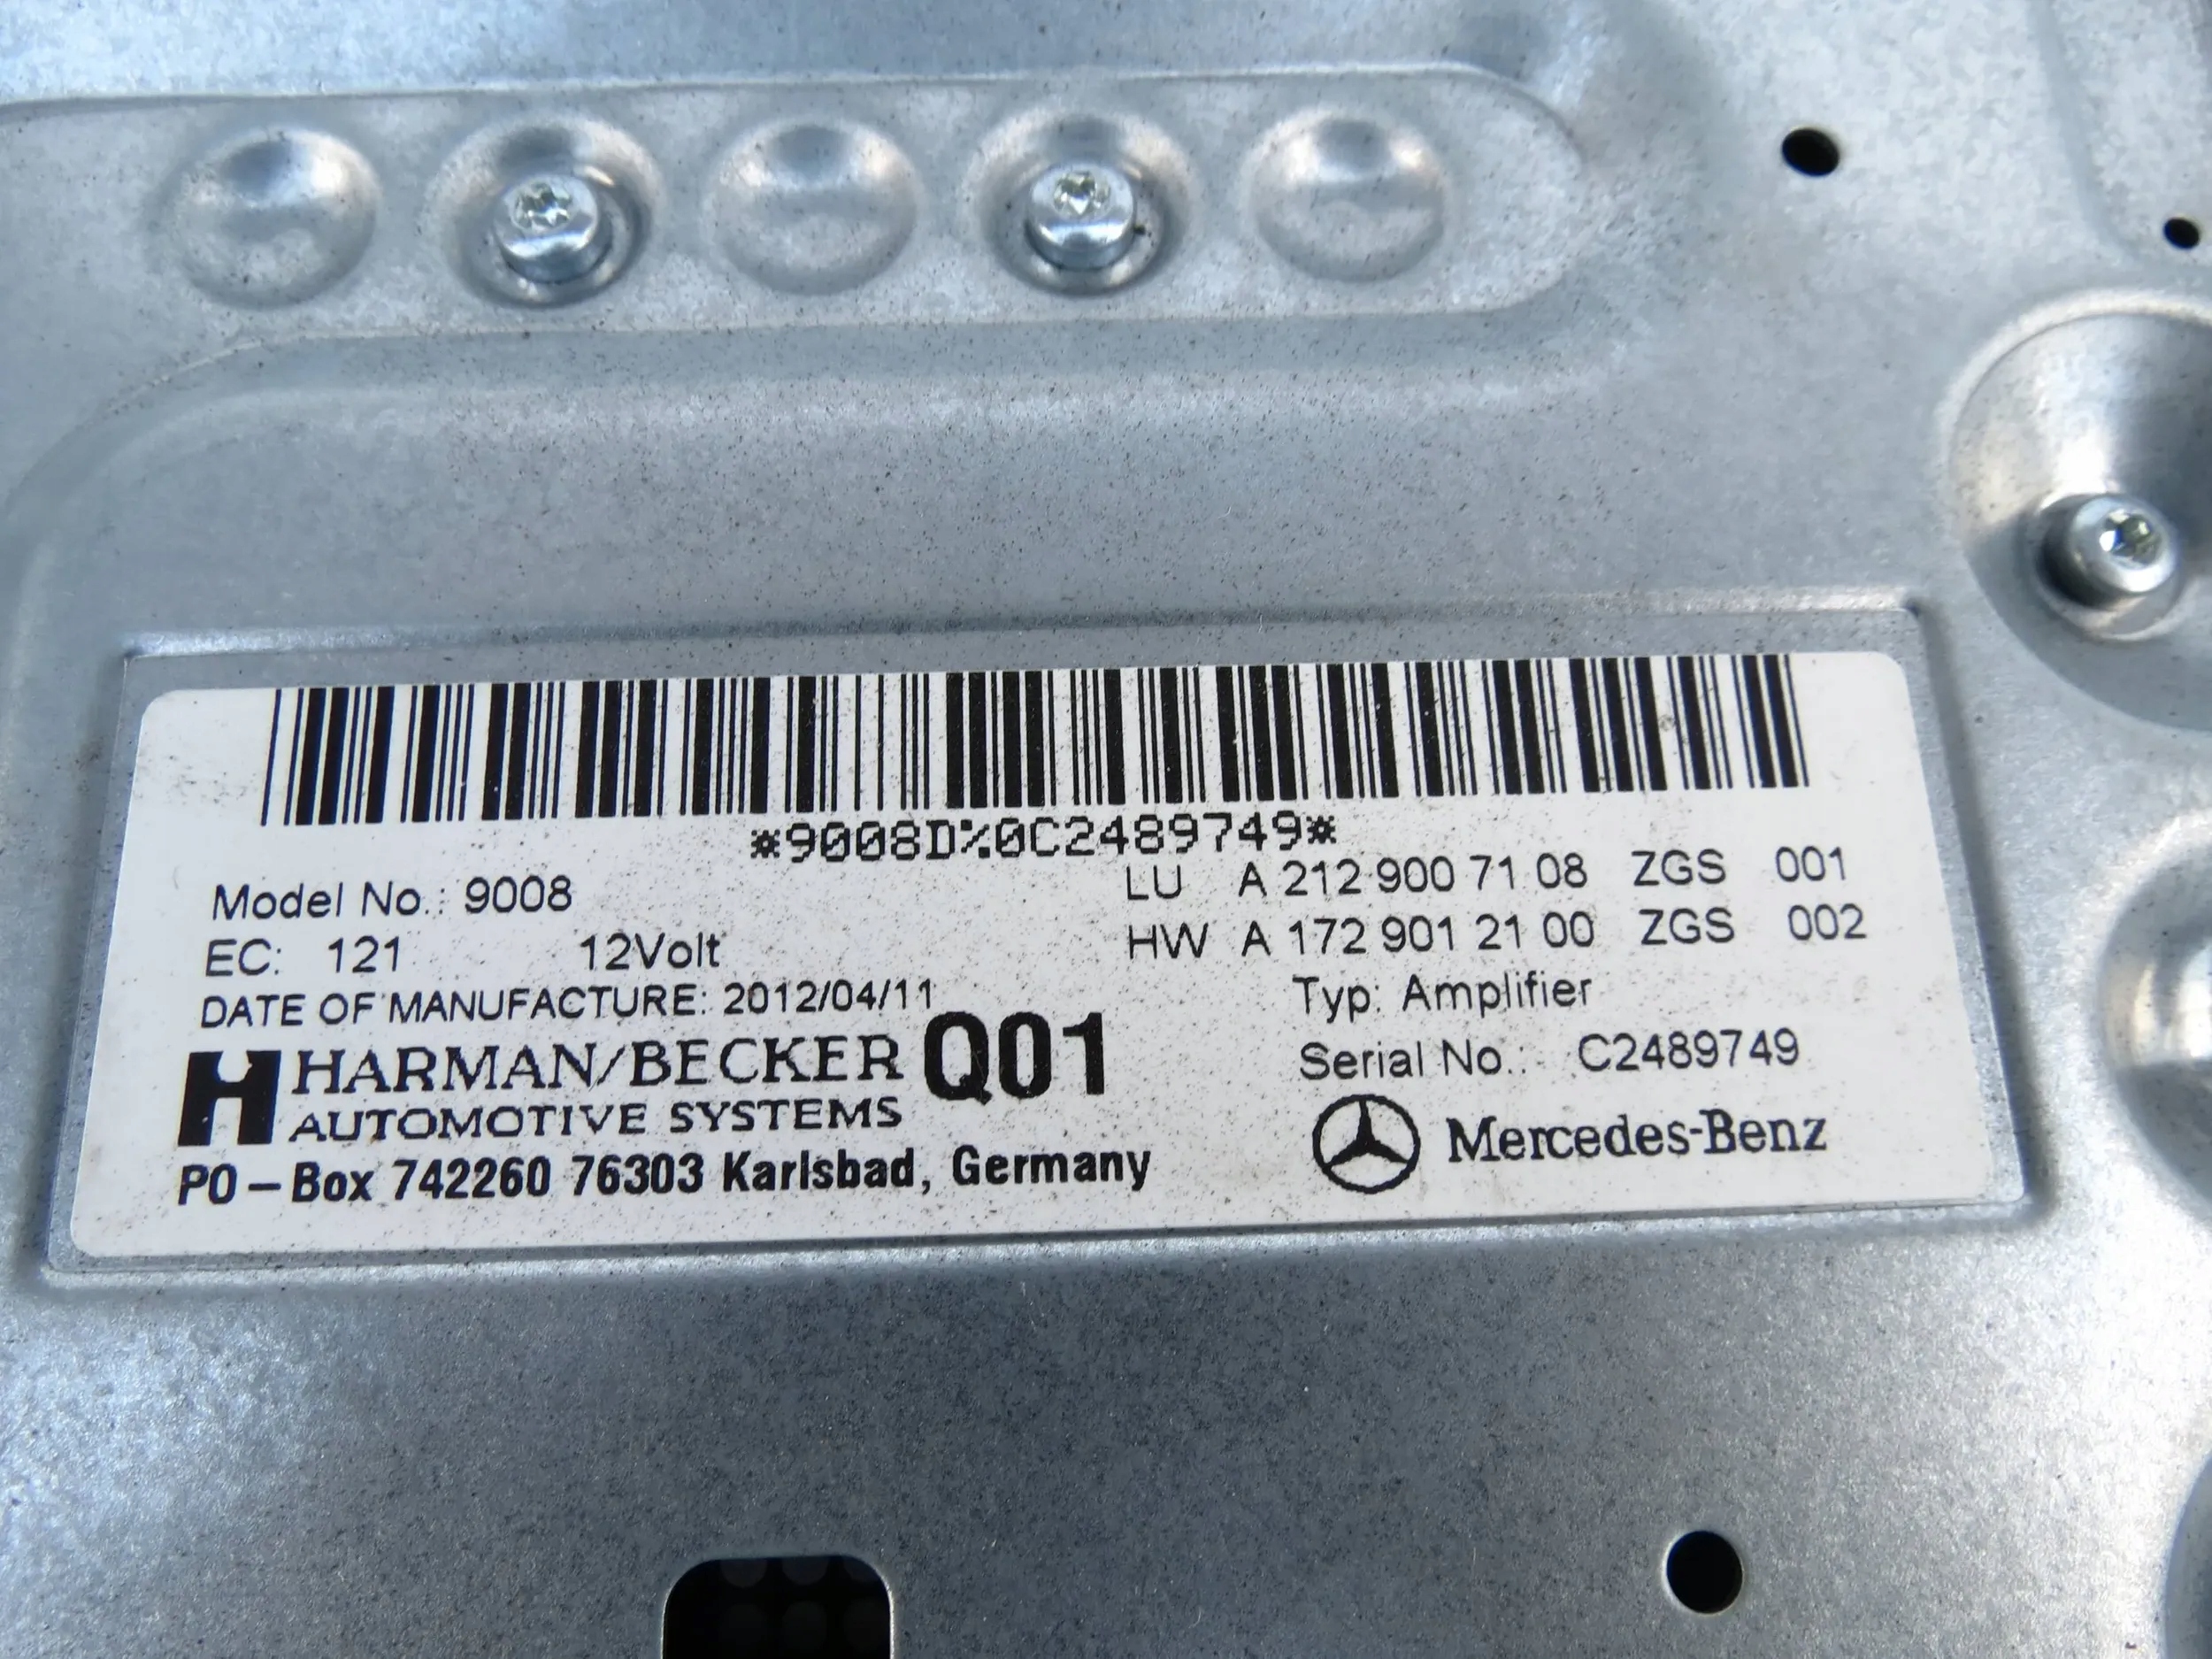 *9008D%0C2489749*
Model No.: 9008
LU A 212 900 71 08 ZGS 001
EC: 121 12Volt
HW A 172 901 21 00 ZGS 002
DATE OF MANUFACTURE: 2012/04/11
Typ: Amplifier
HARMAN/BECKER Q01
AUTOMOTIVE SYSTEMS
Serial No.: C2489749
PO-Box 742260 76303 Karlsbad, Germany
Mercedes-Benz